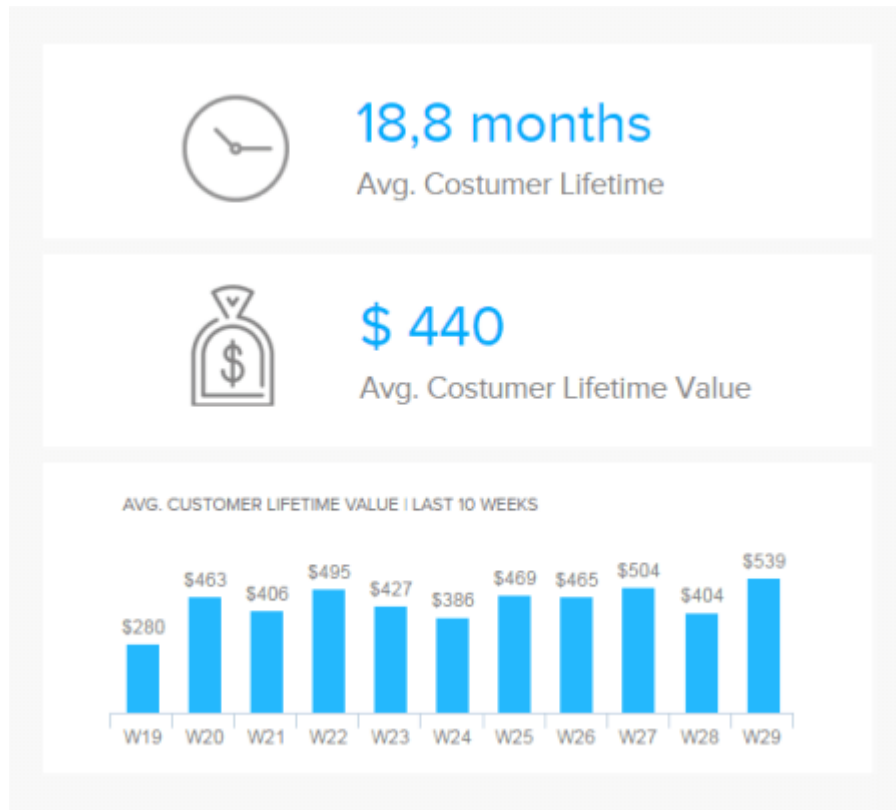 18,8 months
Avg. Costumer Lifetime
$
$ 440
Avg. Costumer Lifetime Value
AVG. CUSTOMER LIFETIME VALUE | LAST 10 WEEKS
$280 $463 $406 $495 $427 $386 $469 $465 $504 $404 $539
W19 W20 W21 W22 W23 W24 W25 W26 W27 W28 W29